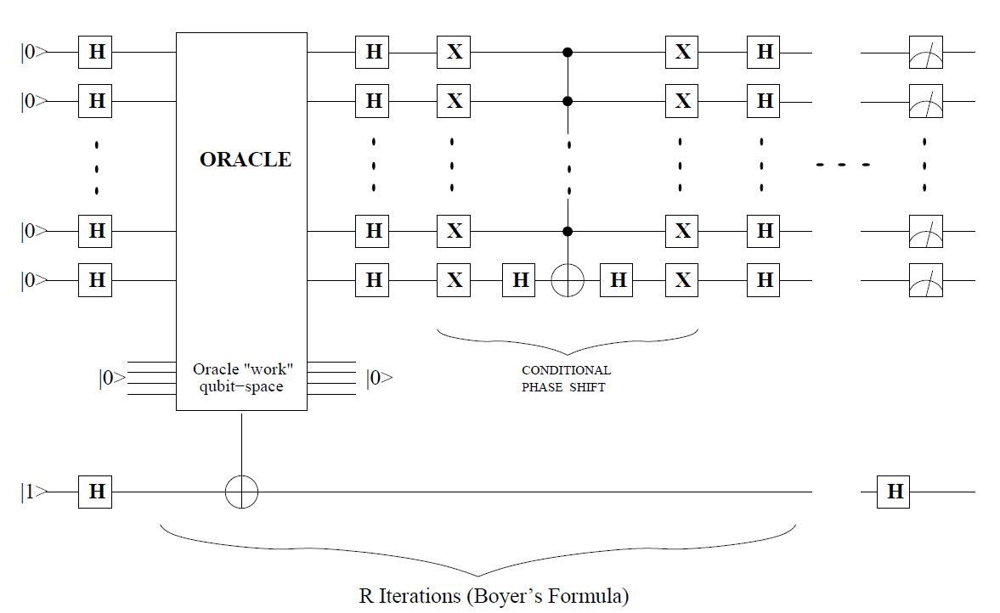 |0> H H X X H
|0> H H X X H
ORACLE
|0> H H X X H
|0> H H X H H X H
|0> Oracle "work" |0>
qubit−space
CONDITIONAL
PHASE SHIFT
|1> H H
R Iterations (Boyer's Formula)